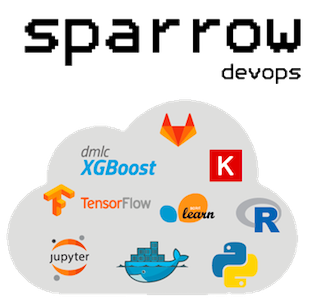 sparrow
devops
dmlc
XGBoost
K
TensorFlow
learn
R
jupyter